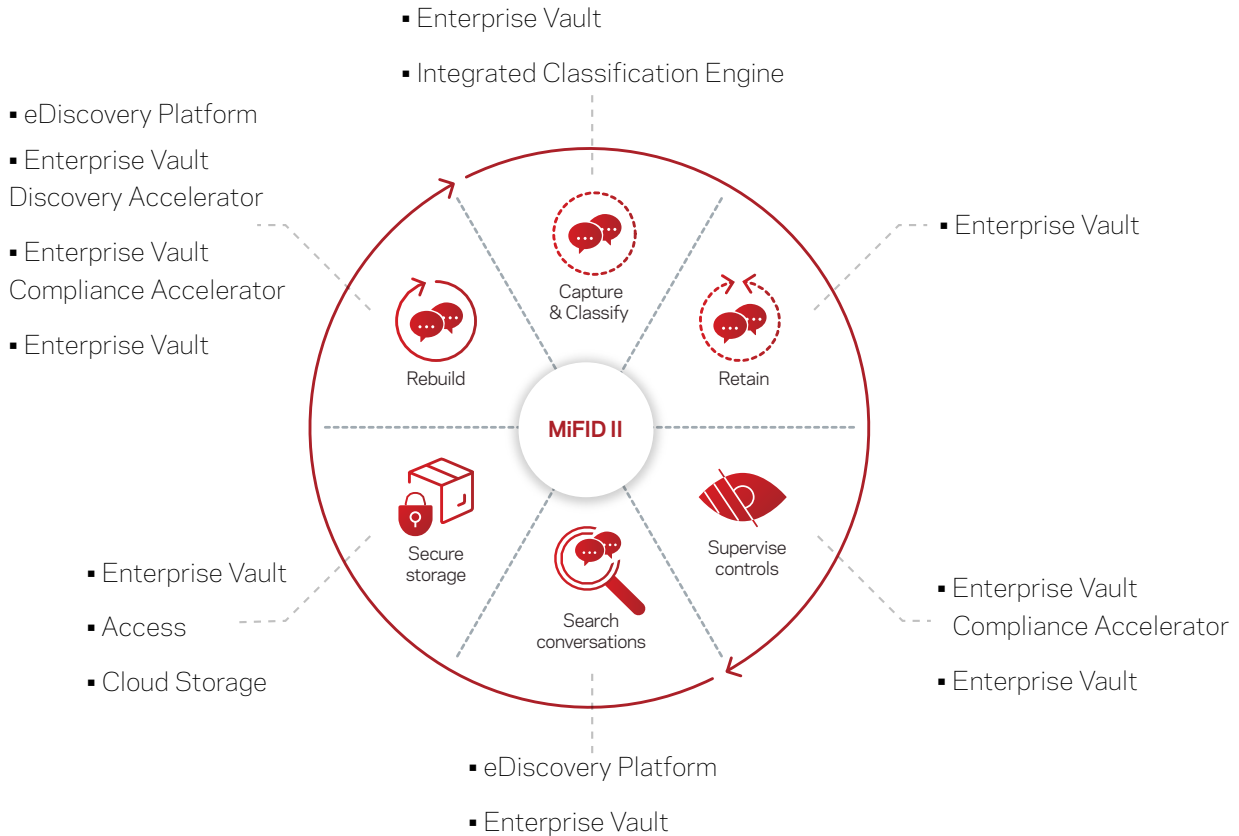 ▪ Enterprise Vault
▪ Integrated Classification Engine
▪ eDiscovery Platform
▪ Enterprise Vault
Discovery Accelerator
▪ Enterprise Vault
Compliance Accelerator
▪ Enterprise Vault
▪ Enterprise Vault
Capture
& Classify
Rebuild
Retain
MiFID II
Secure
storage
Search
conversations
Supervise
controls
▪ Enterprise Vault
▪ Access
▪ Cloud Storage
▪ Enterprise Vault
Compliance Accelerator
▪ Enterprise Vault
▪ eDiscovery Platform
▪ Enterprise Vault